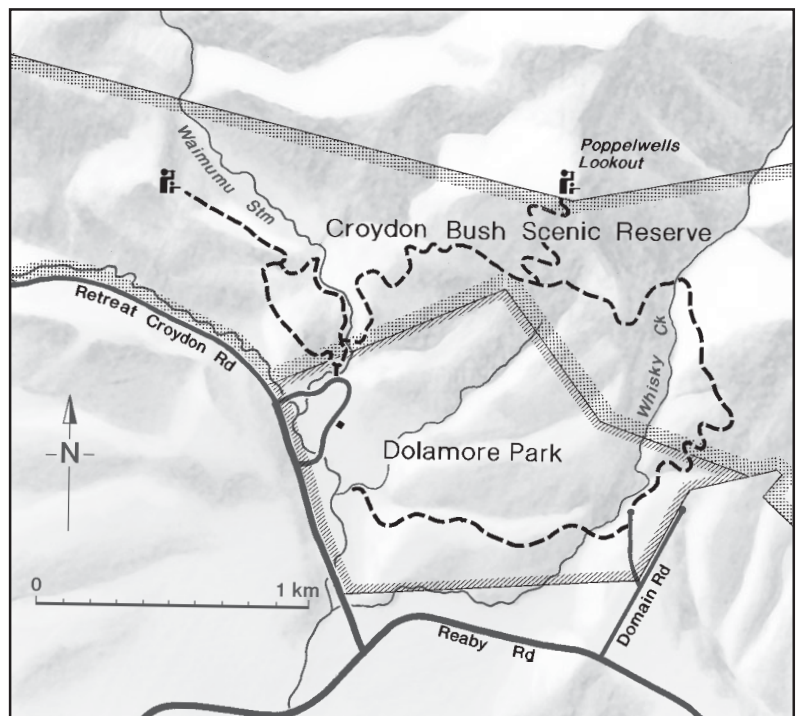 Poppelwells
Lookout
Waimumu Stm
Croydon Bush Scenic Reserve
Retreat Croydon Rd
Whisky Ck
N
Dolamore Park
0 1 km
Domain Rd
Reaby Rd